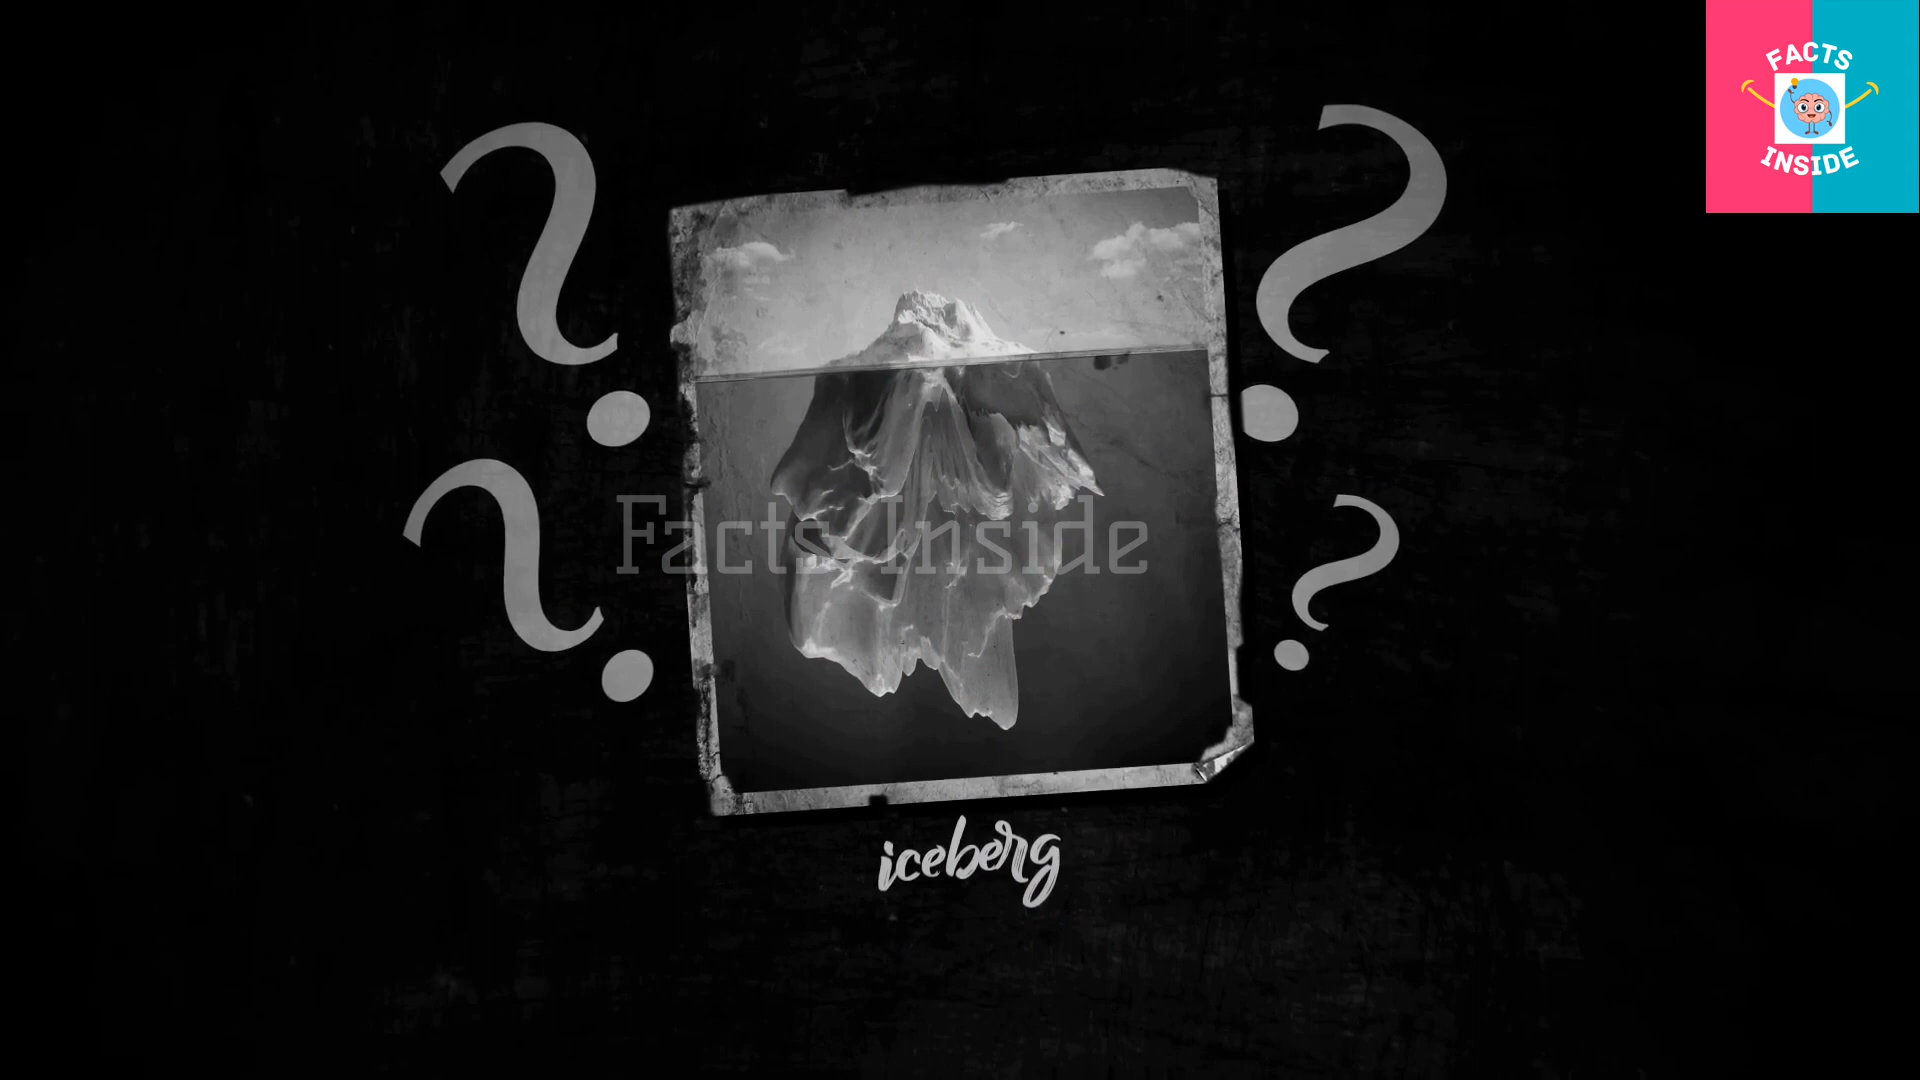 FACTS
INSIDE
?
?
?
?
Facts Inside
iceberg